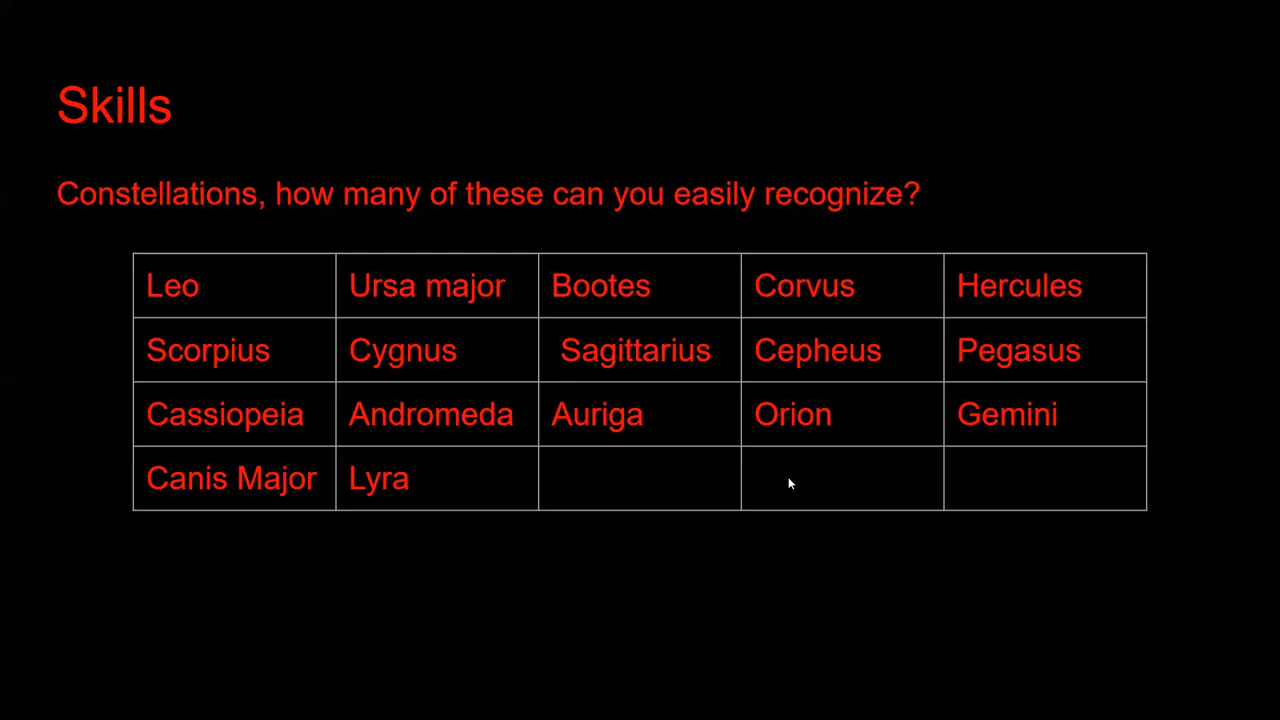 Skills
Constellations, how many of these can you easily recognize?
Leo Ursa major Bootes Corvus Hercules
Scorpius Cygnus Sagittarius Cepheus Pegasus
Cassiopeia Andromeda Auriga Orion Gemini
Canis Major Lyra